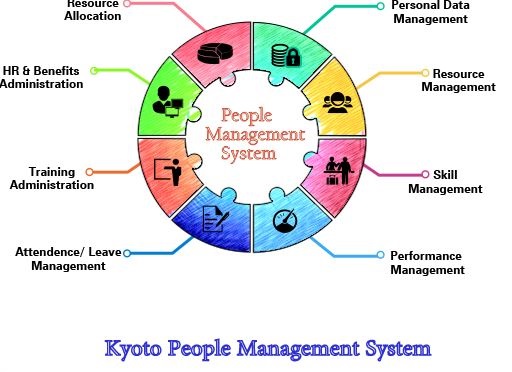 Resource
Allocation
Personal Data
Management
HR & Benefits
Administration
Resource
Management
People
Management
System
Training
Administration
Skill
Management
Attendence/ Leave
Management
Performance
Management
Kyoto People Management System